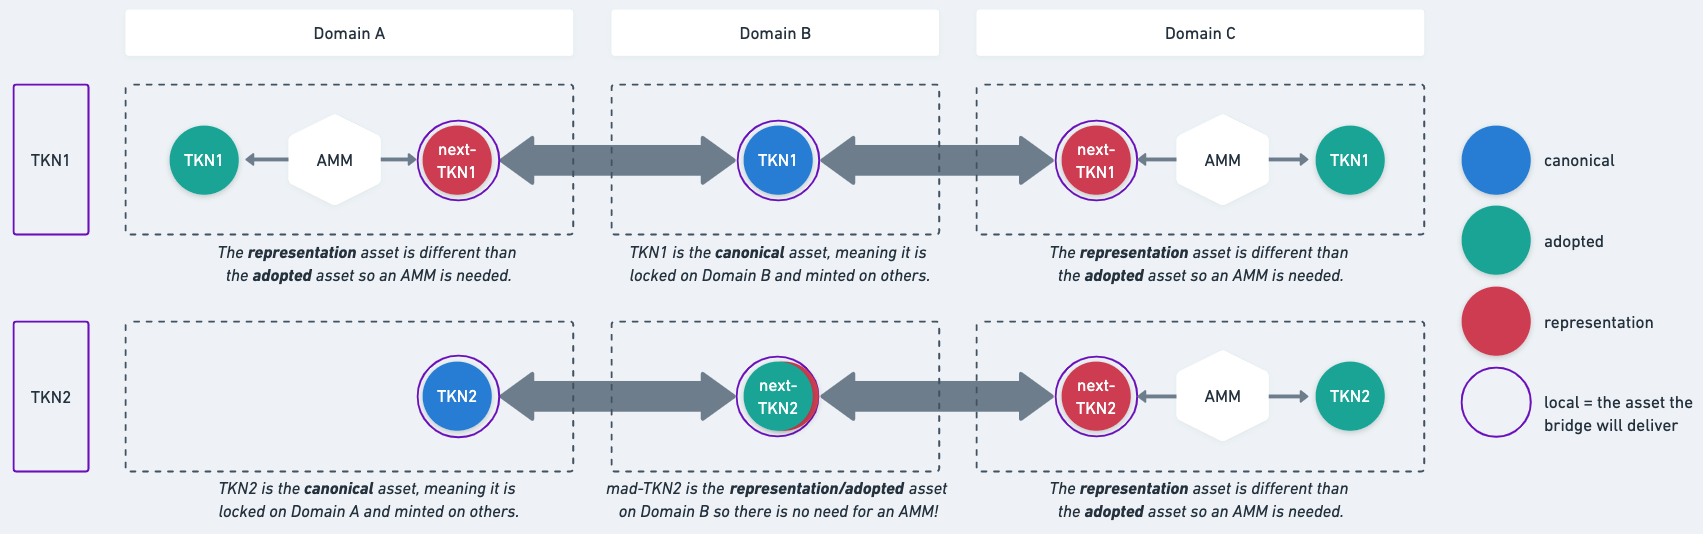 Domain A
Domain B
Domain C
TKN1
TKN1
AMM
next-
TKN1
TKN1
next-
TKN1
AMM
TKN1
The representation asset is different than
the adopted asset so an AMM is needed.
TKN1 is the canonical asset, meaning it is
locked on Domain B and minted on others.
The representation asset is different than
the adopted asset so an AMM is needed.
TKN2
TKN2
next-
TKN2
next-
TKN2
AMM
TKN2
TKN2 is the canonical asset, meaning it is
locked on Domain A and minted on others.
mad-TKN2 is the representation/adopted asset
on Domain B so there is no need for an AMM!
The representation asset is different than
the adopted asset so an AMM is needed.
canonical
adopted
representation
local = the asset the
bridge will deliver